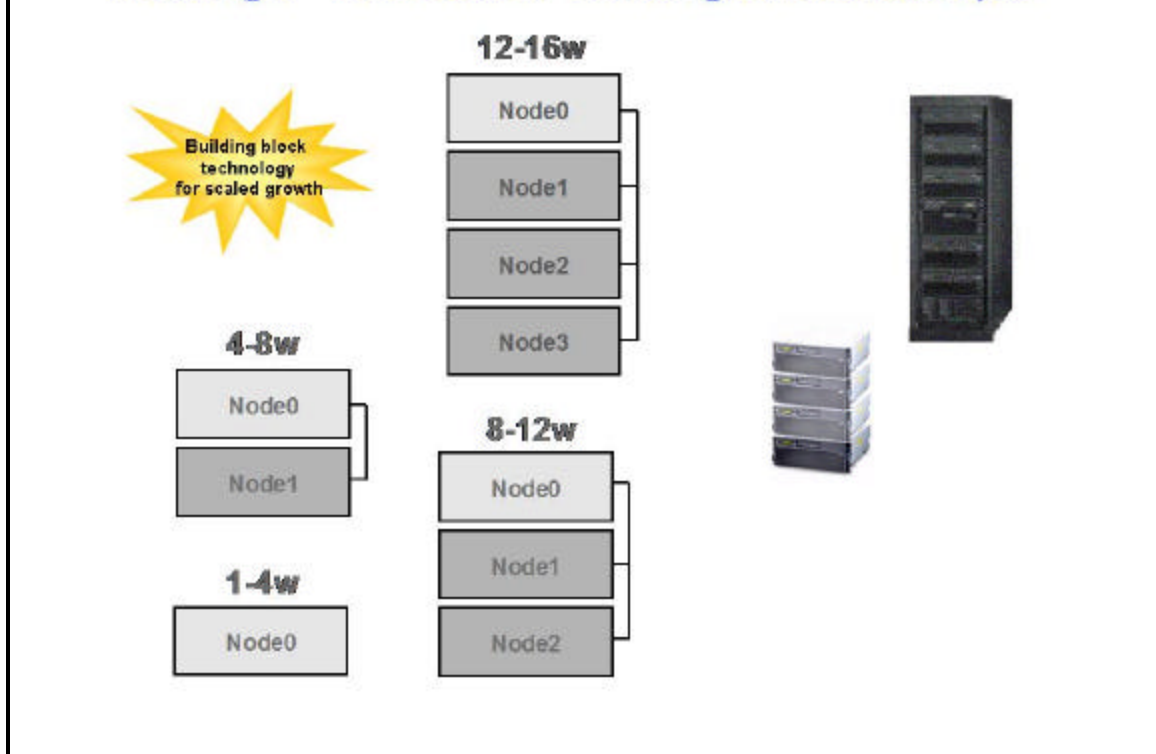 12-16w
Node0
Node1
Node2
Node3
Building block
technology
for scaled growth
4-8w
Node0
Node1
8-12w
Node0
Node1
Node2
1-4w
Node0